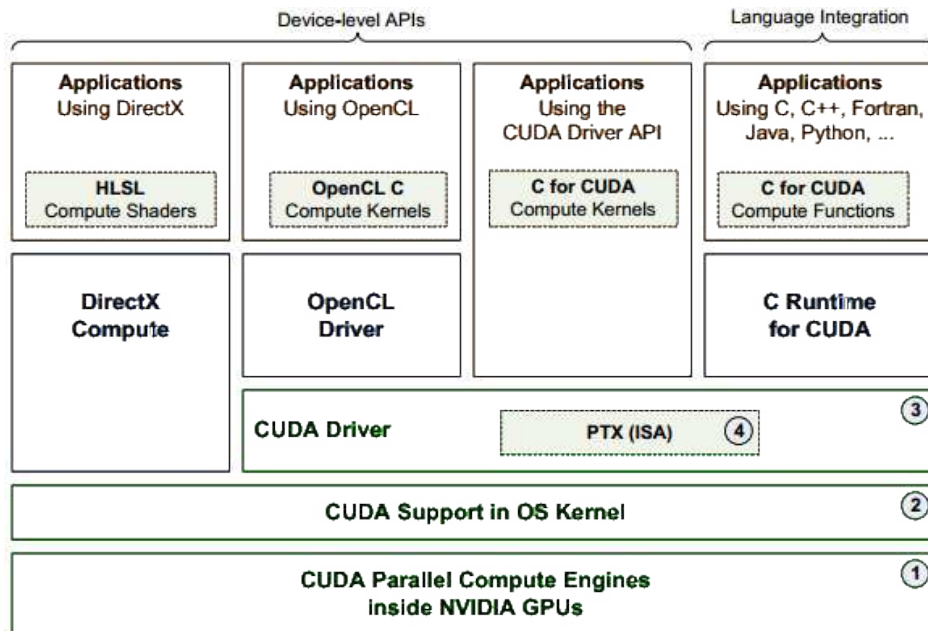 Device-level APIs
Language Integration
Applications
Using DirectX
HLSL
Compute Shaders
Applications
Using OpenCL
OpenCL C
Compute Kernels
Applications
Using the
CUDA Driver API
C for CUDA
Compute Kernels
Applications
Using C, C++, Fortran,
Java, Python, ...
C for CUDA
Compute Functions
DirectX
Compute
OpenCL
Driver
C Runtime
for CUDA
3
CUDA Driver
PTX (ISA)
4
CUDA Support in OS Kernel
2
CUDA Parallel Compute Engines
inside NVIDIA GPUs
1